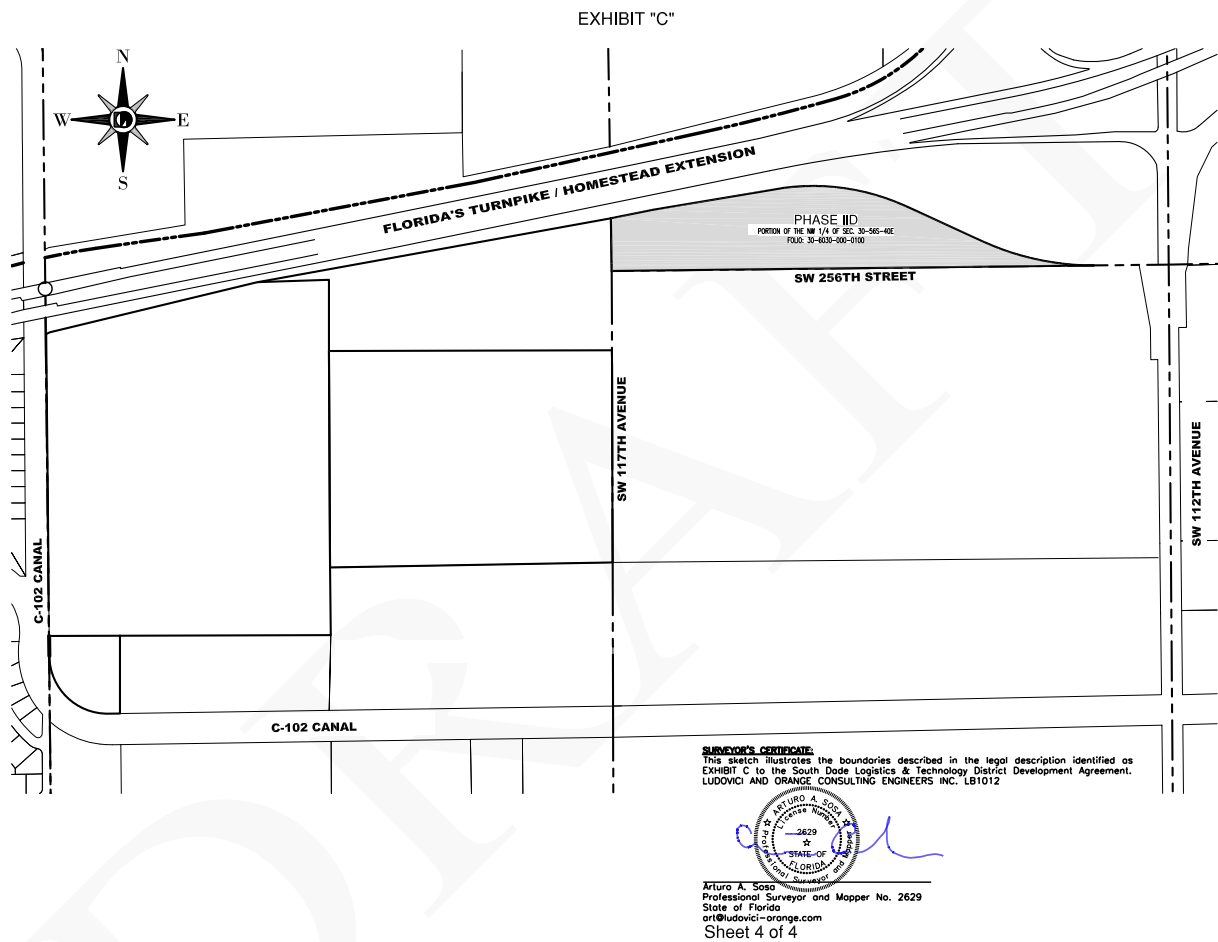 EXHIBIT "C"
N
W E
S
FLORIDA'S TURNPIKE / HOMESTEAD EXTENSION
PHASE IID
PORTION OF THE NW 1/4 OF SEC. 30-56S-40E
FOLIO: 30-6030-000-0100
SW 256TH STREET
SW 117TH AVENUE
SW 112TH AVENUE
C-102 CANAL
C-102 CANAL
SURVEYOR'S CERTIFICATE:
This sketch illustrates the boundaries described in the legal description identified as
EXHIBIT C to the South Dade Logistics & Technology District Development Agreement.
LUDOVICI AND ORANGE CONSULTING ENGINEERS INC. LB1012
ARTURO A. SOSA
License Number
2629
STATE OF
FLORIDA
Professional Surveyor and Mapper
Arturo A. Sosa
Professional Surveyor and Mapper No. 2629
State of Florida
art@ludovici-orange.com
Sheet 4 of 4
DRAFT